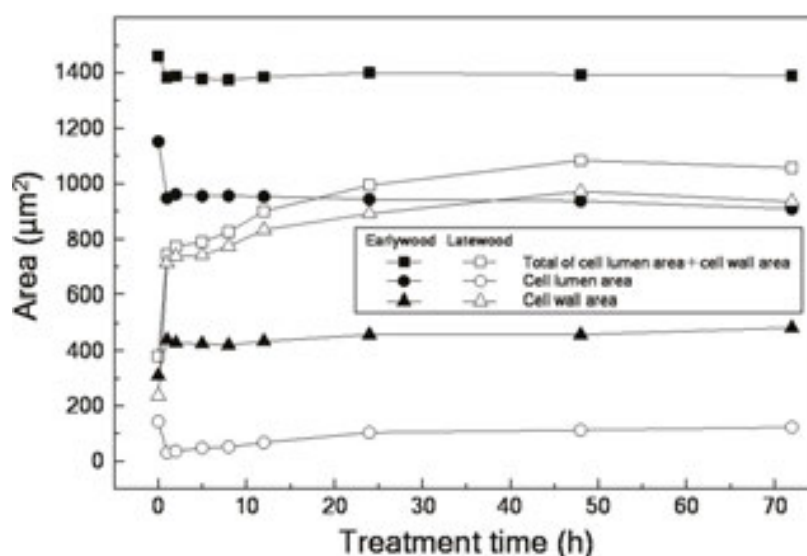 1400
1200
1000
800
600
400
200
0
Area (µm²)
Earlywood Latewood
Total of cell lumen area + cell wall area
Cell lumen area
Cell wall area
0 10 20 30 40 50 60 70
Treatment time (h)